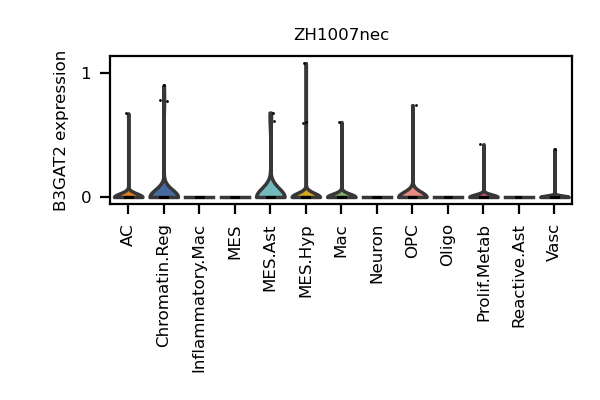 ZH1007nec
B3GAT2 expression
1
0
AC
Chromatin.Reg
Inflammatory.Mac
MES
MES.Ast
MES.Hyp
Mac
Neuron
OPC
Oligo
Prolif.Metab
Reactive.Ast
Vasc